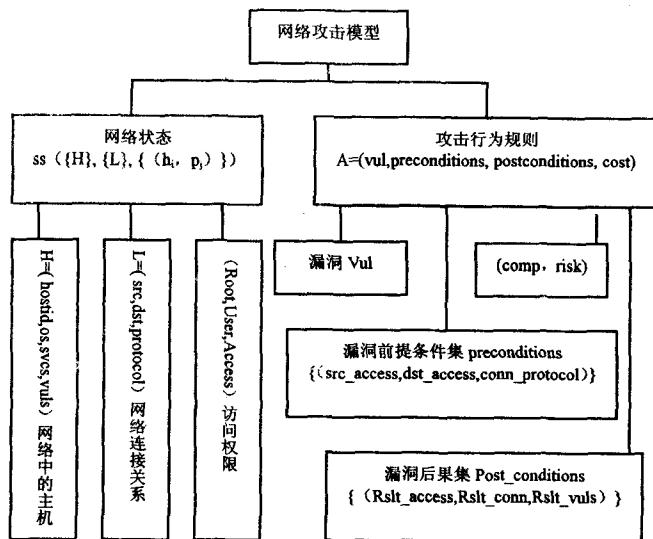 网络攻击模型
网络状态
ss（{H}, {L}, {（hᵢ，pⱼ）}）
攻击行为规则
A=(vul,preconditions, postconditions, cost)
H=（hostid,os,svcs,vuls）网络中的主机
L=（src,dst,protocol）网络连接关系
（Root,User,Access）访问权限
漏洞 Vul
(comp，risk)
漏洞前提条件集 preconditions
{（src_access,dst_access,conn_protocol）}
漏洞后果集 Post_conditions
{（Rslt_access,Rslt_conn,Rslt_vuls）}